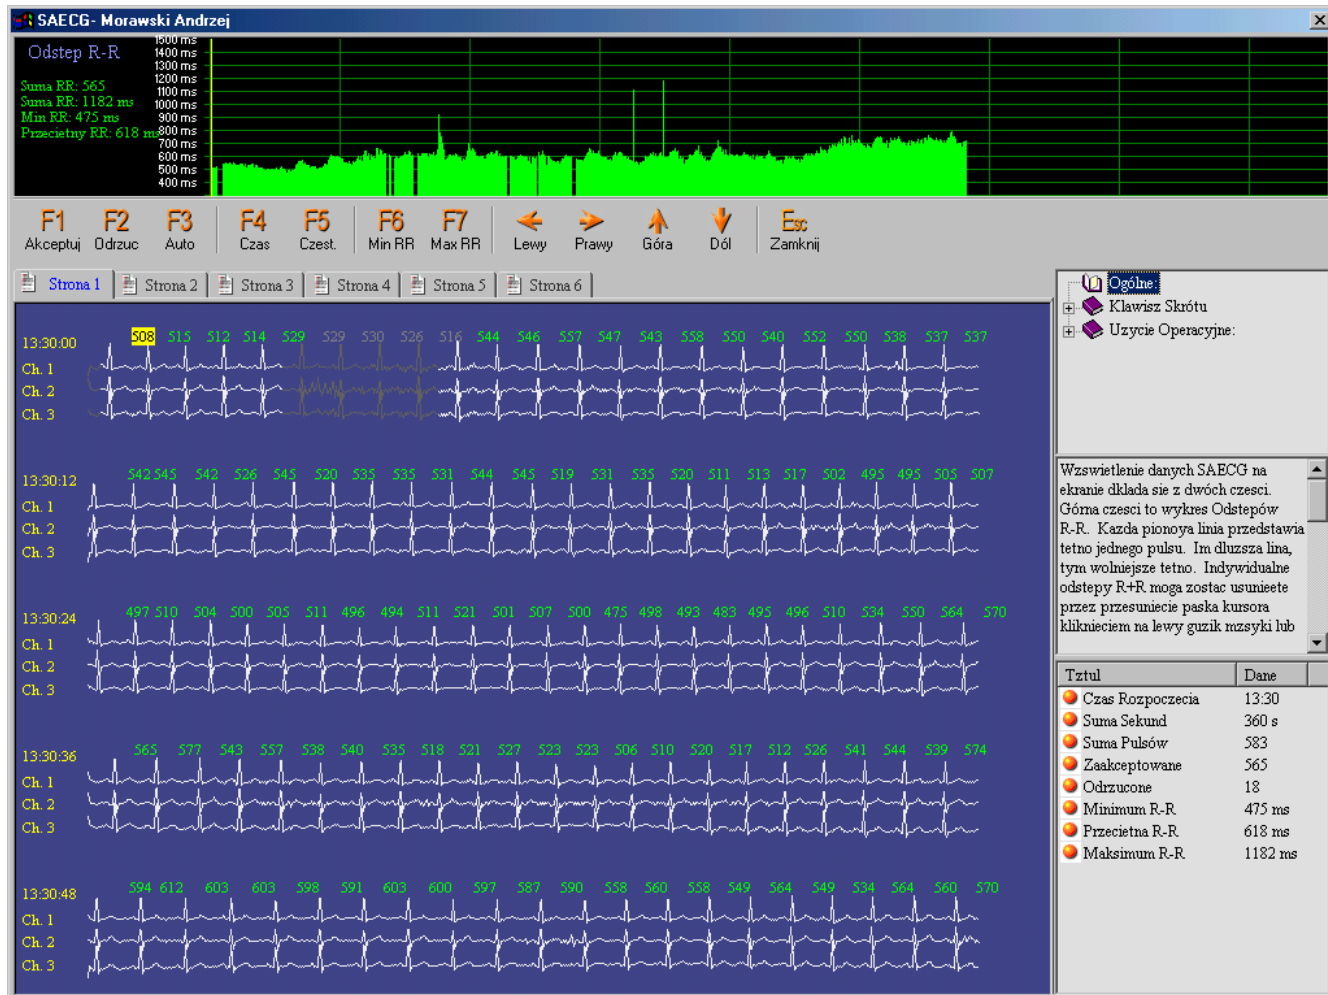 SAECG- Morawski Andrzej
Odstep R-R
Suma RR: 565
Suma RR: 1182 ms
Min RR: 475 ms
Przecietny RR: 618 ms
1500 ms
1400 ms
1300 ms
1200 ms
1100 ms
1000 ms
900 ms
800 ms
700 ms
600 ms
500 ms
400 ms
F1 F2 F3 F4 F5 F6 F7 Esc
Akceptuj Odrzuc Auto Czas Czest. Min RR Max RR Lewy Prawy Góra Dól Zamknij
Strona 1 Strona 2 Strona 3 Strona 4 Strona 5 Strona 6
13:30:00 508 515 512 514 529 529 530 526 516 544 546 557 547 543 558 550 540 552 550 538 537 537
Ch. 1
Ch. 2
Ch. 3
13:30:12 542 545 542 526 545 520 535 535 531 544 545 519 531 535 520 511 513 517 502 495 495 505 507
Ch. 1
Ch. 2
Ch. 3
13:30:24 497 510 504 500 505 511 496 494 511 521 501 507 500 475 498 493 483 495 496 510 534 550 564 570
Ch. 1
Ch. 2
Ch. 3
13:30:36 565 577 543 557 538 540 535 518 521 527 523 523 506 510 520 517 512 526 541 544 539 574
Ch. 1
Ch. 2
Ch. 3
13:30:48 594 612 603 603 598 591 603 600 597 587 590 558 560 558 549 564 549 534 564 560 570
Ch. 1
Ch. 2
Ch. 3
Ogólne:
Klawisz Skrótu
Uzycie Operacyjne:
Wzswietlenie danych SAECG na
ekranie dklada sie z dwóch czesci.
Górna czesci to wykres Odstepów
R-R. Kazda pionoya linia przedstawia
tetno jednego pulsu. Im dluzsza lina,
tym wolniejsze tetno. Indywidualne
odstepy R+R moga zostac usunieete
przez przesuniecie paska kursora
kliknieciem na lewy guzik mzsyki lub
Tztul Dane
Czas Rozpoczecia 13:30
Suma Sekund 360 s
Suma Pulsów 583
Zaakceptowane 565
Odrzucone 18
Minimum R-R 475 ms
Przecietna R-R 618 ms
Maksimum R-R 1182 ms